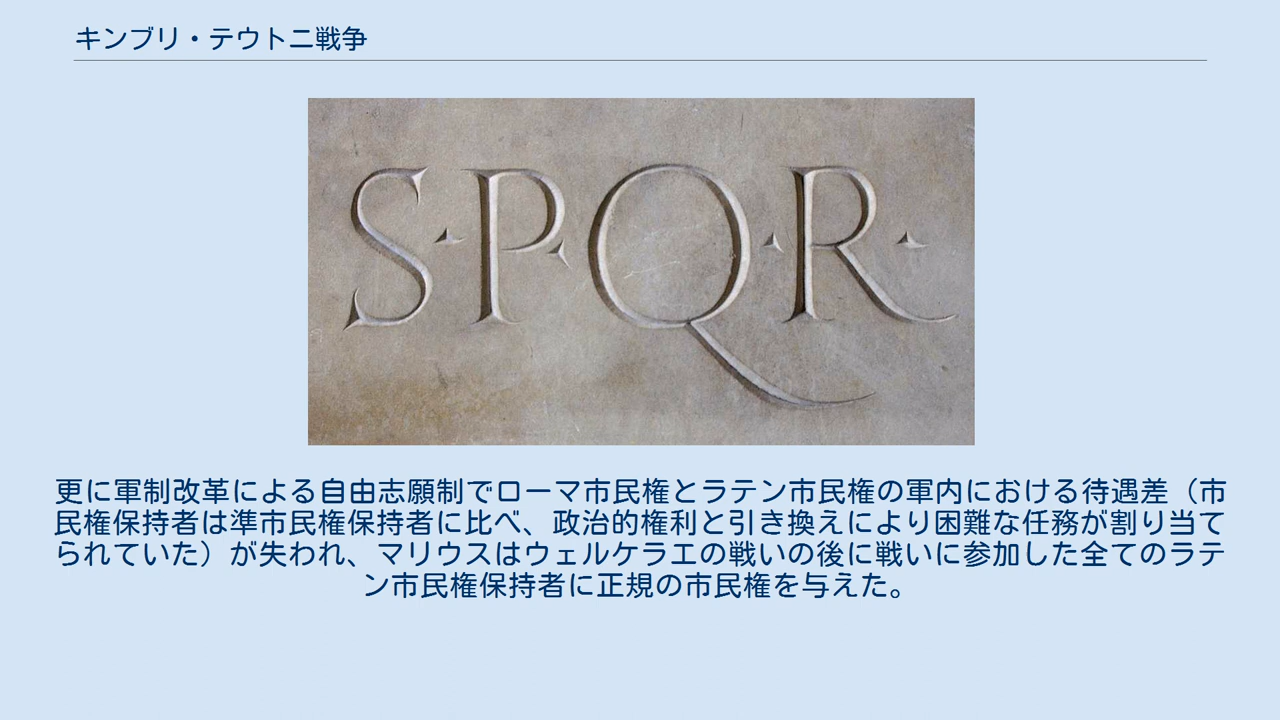 キンブリ・テウトニ戦争
S·P·Q·R·
更に軍制改革による自由志願制でローマ市民権とラテン市民権の軍内における待遇差（市
民権保持者は準市民権保持者に比べ、政治的権利と引き換えにより困難な任務が割り当て
られていた）が失われ、マリウスはウェルケラエの戦いの後に戦いに参加した全てのラテ
ン市民権保持者に正規の市民権を与えた。